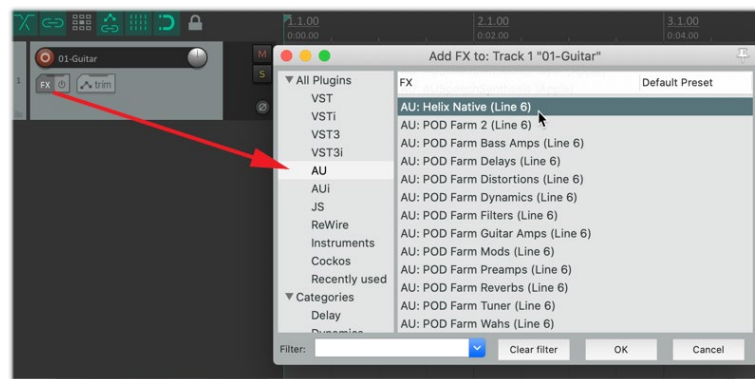 1.1.00 2.1.00 3.1.00
0:00.00 0:02.00 0:04.00
1
01-Guitar
M
S
FX trim
Ø
Add FX to: Track 1 "01-Guitar"
All Plugins
VST
VSTi
VST3
VST3i
AU
AUi
JS
ReWire
Instruments
Cockos
Recently used
Categories
Delay
Dynamics
FX Default Preset
AU: Helix Native (Line 6)
AU: POD Farm 2 (Line 6)
AU: POD Farm Bass Amps (Line 6)
AU: POD Farm Delays (Line 6)
AU: POD Farm Distortions (Line 6)
AU: POD Farm Dynamics (Line 6)
AU: POD Farm Filters (Line 6)
AU: POD Farm Guitar Amps (Line 6)
AU: POD Farm Mods (Line 6)
AU: POD Farm Preamps (Line 6)
AU: POD Farm Reverbs (Line 6)
AU: POD Farm Tuner (Line 6)
AU: POD Farm Wahs (Line 6)
Filter: Clear filter OK Cancel